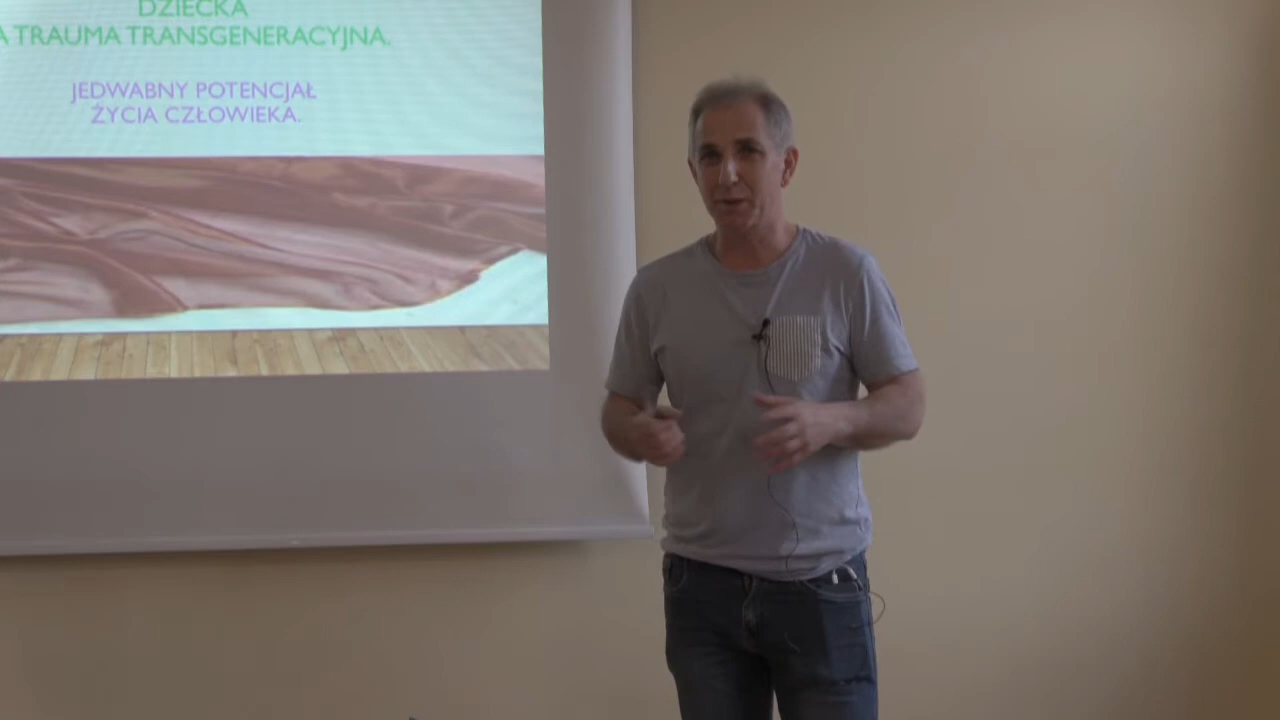 DZIECKA
A TRAUMA TRANSGENERACYJNA.
JEDWABNY POTENCJAŁ
ŻYCIA CZŁOWIEKA.